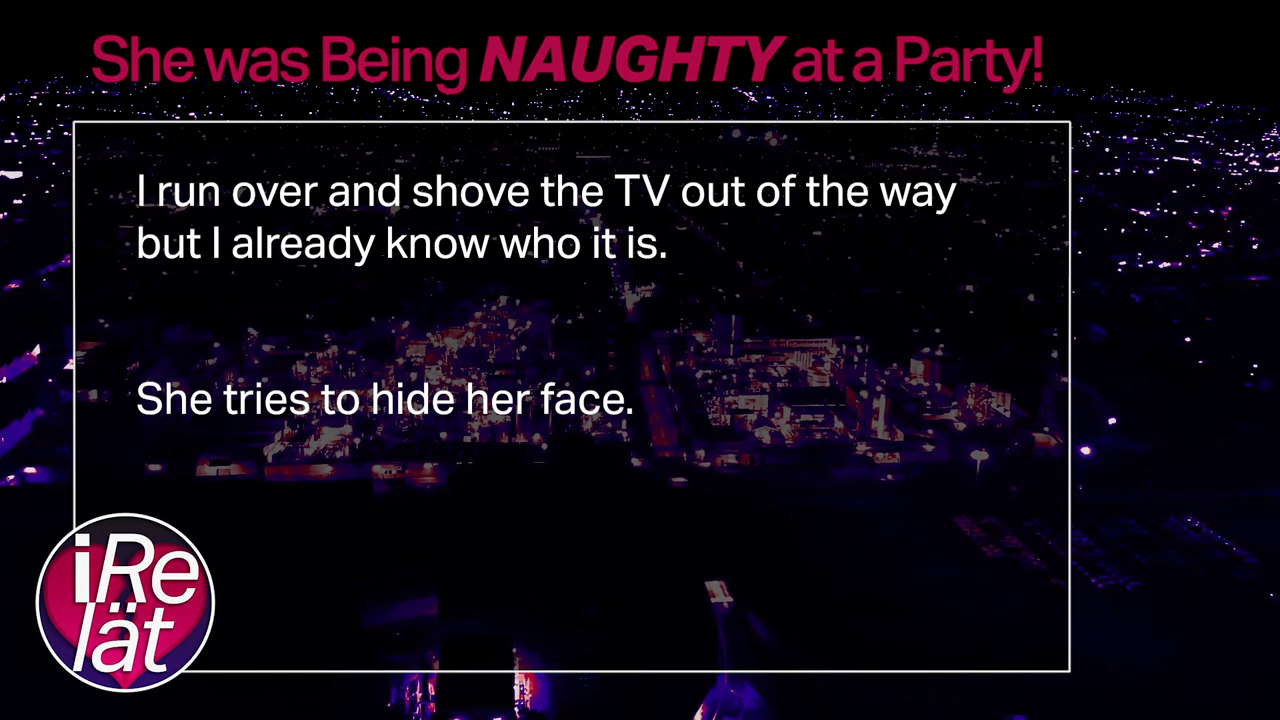 She was Being NAUGHTY at a Party!
I run over and shove the TV out of the way
but I already know who it is.
She tries to hide her face.
iRe
lät